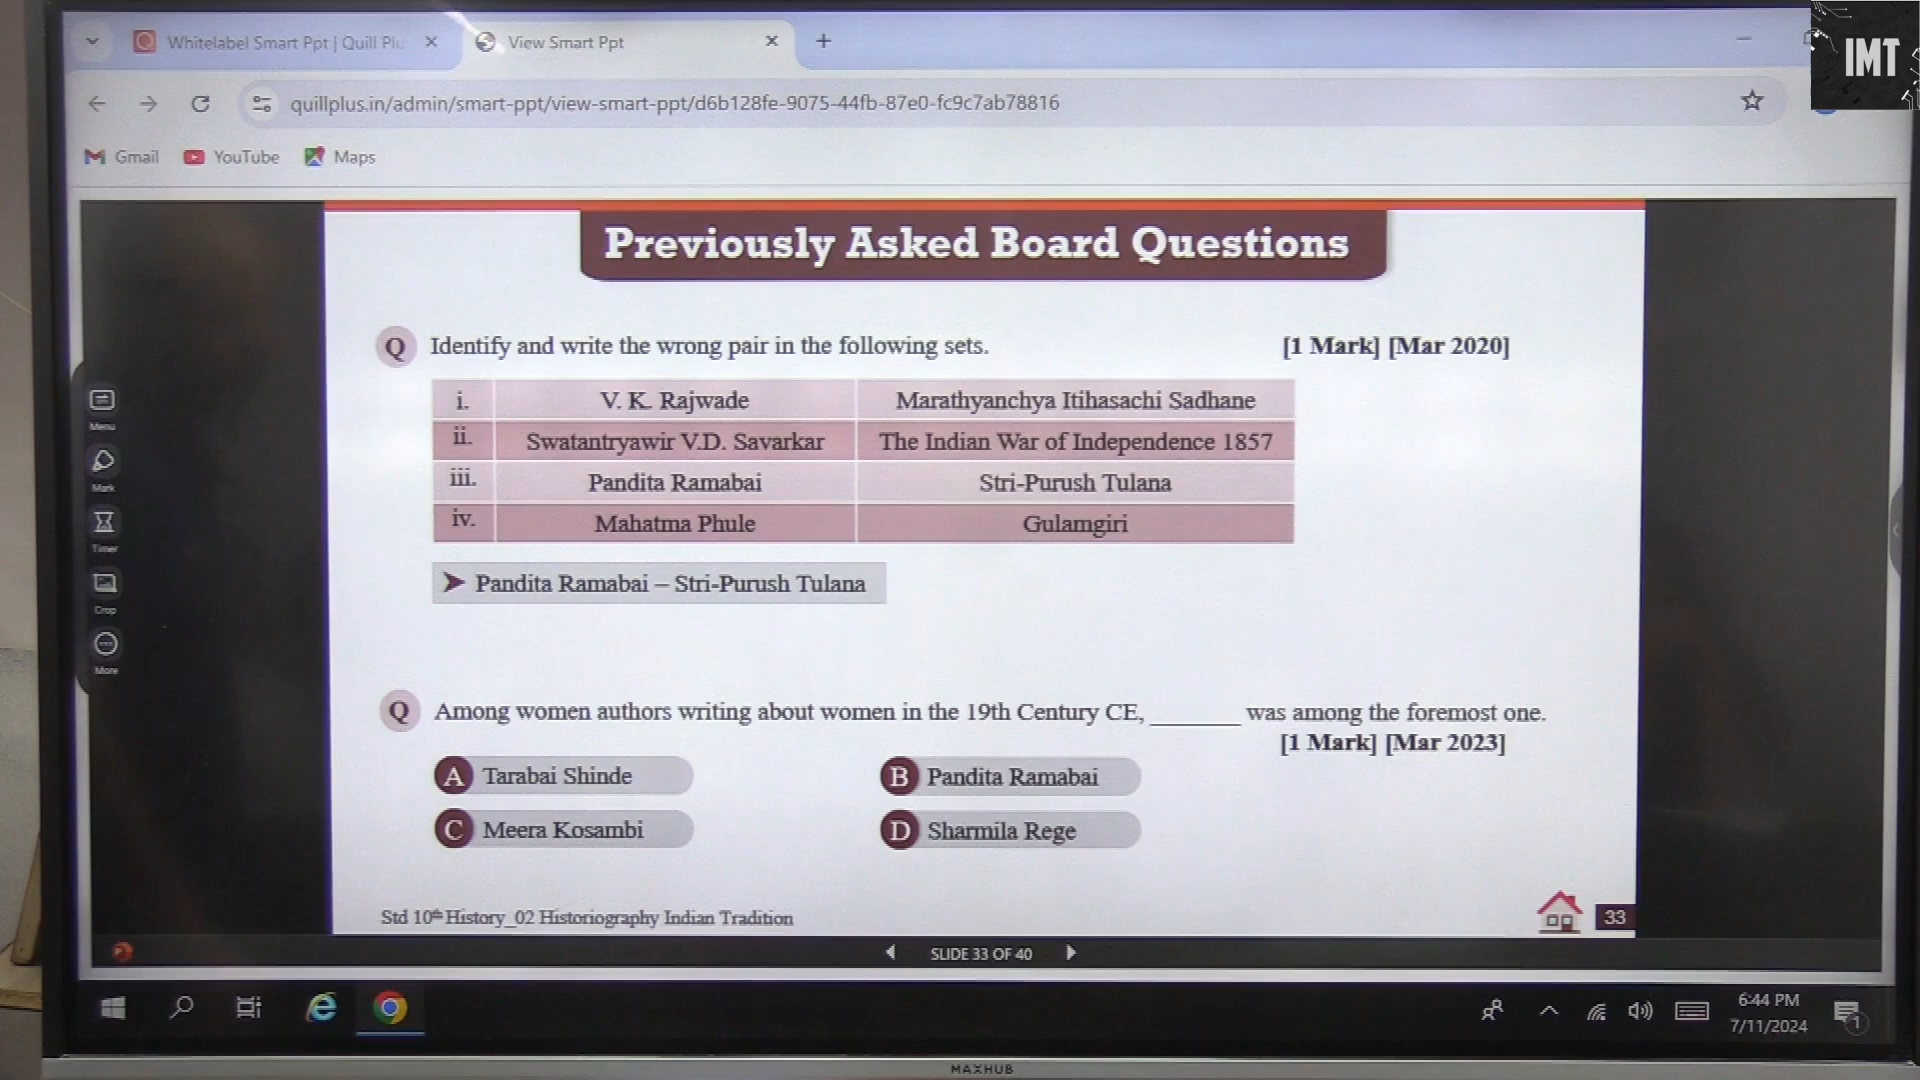 Whitelabel Smart Ppt | Quill Plu
View Smart Ppt
IMT
quillplus.in/admin/smart-ppt/view-smart-ppt/d6b128fe-9075-44fb-87e0-fc9c7ab78816
Gmail YouTube Maps
Previously Asked Board Questions
Q Identify and write the wrong pair in the following sets. [1 Mark] [Mar 2020]
i. V. K. Rajwade Marathyanchya Itihasachi Sadhane
ii. Swatantryawir V.D. Savarkar The Indian War of Independence 1857
iii. Pandita Ramabai Stri-Purush Tulana
iv. Mahatma Phule Gulamgiri
➤ Pandita Ramabai – Stri-Purush Tulana
Menu
Mark
Timer
Crop
More
Q Among women authors writing about women in the 19th Century CE, _______ was among the foremost one.
[1 Mark] [Mar 2023]
A Tarabai Shinde B Pandita Ramabai
C Meera Kosambi D Sharmila Rege
Std 10th History_02 Historiography Indian Tradition 33
SLIDE 33 OF 40
6:44 PM
7/11/2024
1
MAXHUB